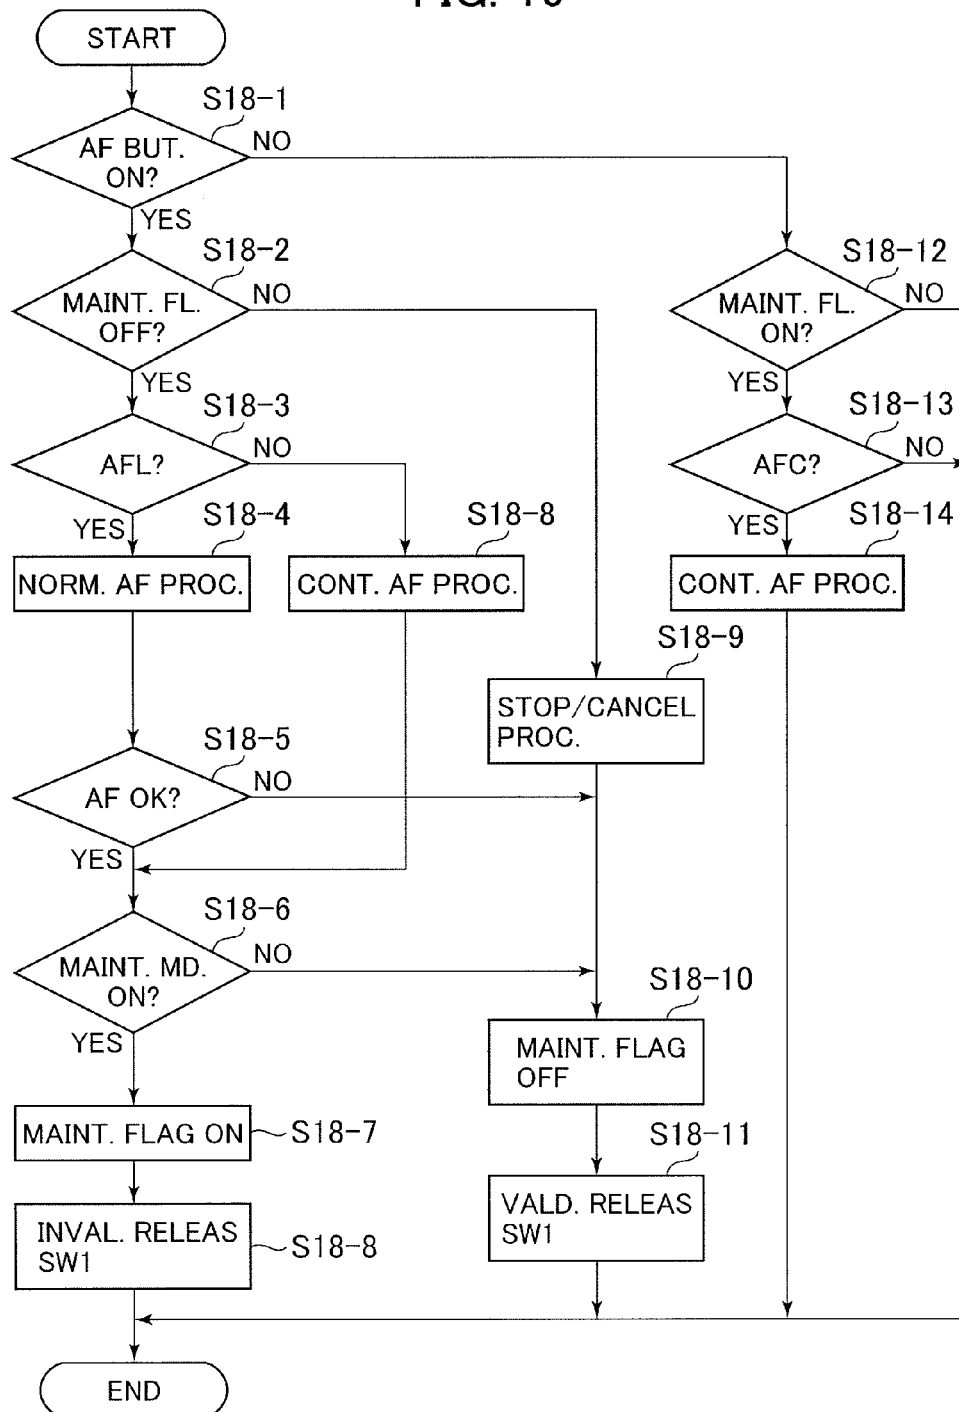 START
S18-1
AF BUT.
ON?
NO
YES
S18-2
MAINT. FL.
OFF?
NO
YES
S18-12
MAINT. FL.
ON?
NO
YES
S18-3
AFL?
NO
YES
S18-13
AFC?
NO
YES
S18-4
NORM. AF PROC.
S18-8
CONT. AF PROC.
S18-14
CONT. AF PROC.
S18-9
STOP/CANCEL
PROC.
S18-5
AF OK?
NO
YES
S18-6
MAINT. MD.
ON?
NO
YES
S18-10
MAINT. FLAG
OFF
MAINT. FLAG ON
S18-7
S18-11
VALD. RELEAS
SW1
INVAL. RELEAS
SW1
S18-8
END